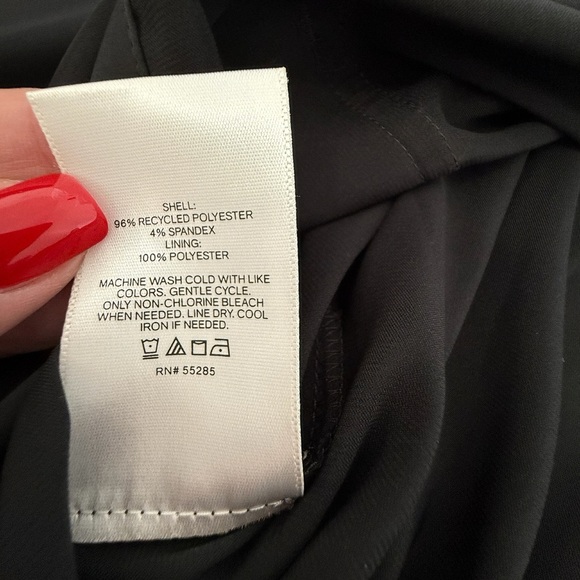 SHELL:
96% RECYCLED POLYESTER
4% SPANDEX
LINING:
100% POLYESTER
MACHINE WASH COLD WITH LIKE
COLORS. GENTLE CYCLE.
ONLY NON-CHLORINE BLEACH
WHEN NEEDED. LINE DRY. COOL
IRON IF NEEDED.
RN# 55285